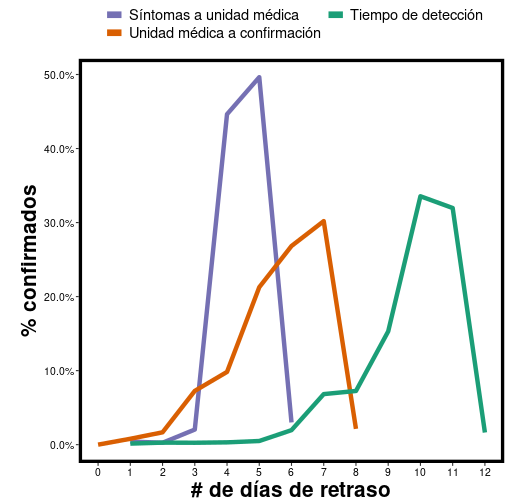 Síntomas a unidad médica
Tiempo de detección
Unidad médica a confirmación
50.0%
40.0%
30.0%
20.0%
10.0%
0.0%
% confirmados
0 1 2 3 4 5 6 7 8 9 10 11 12
# de días de retraso